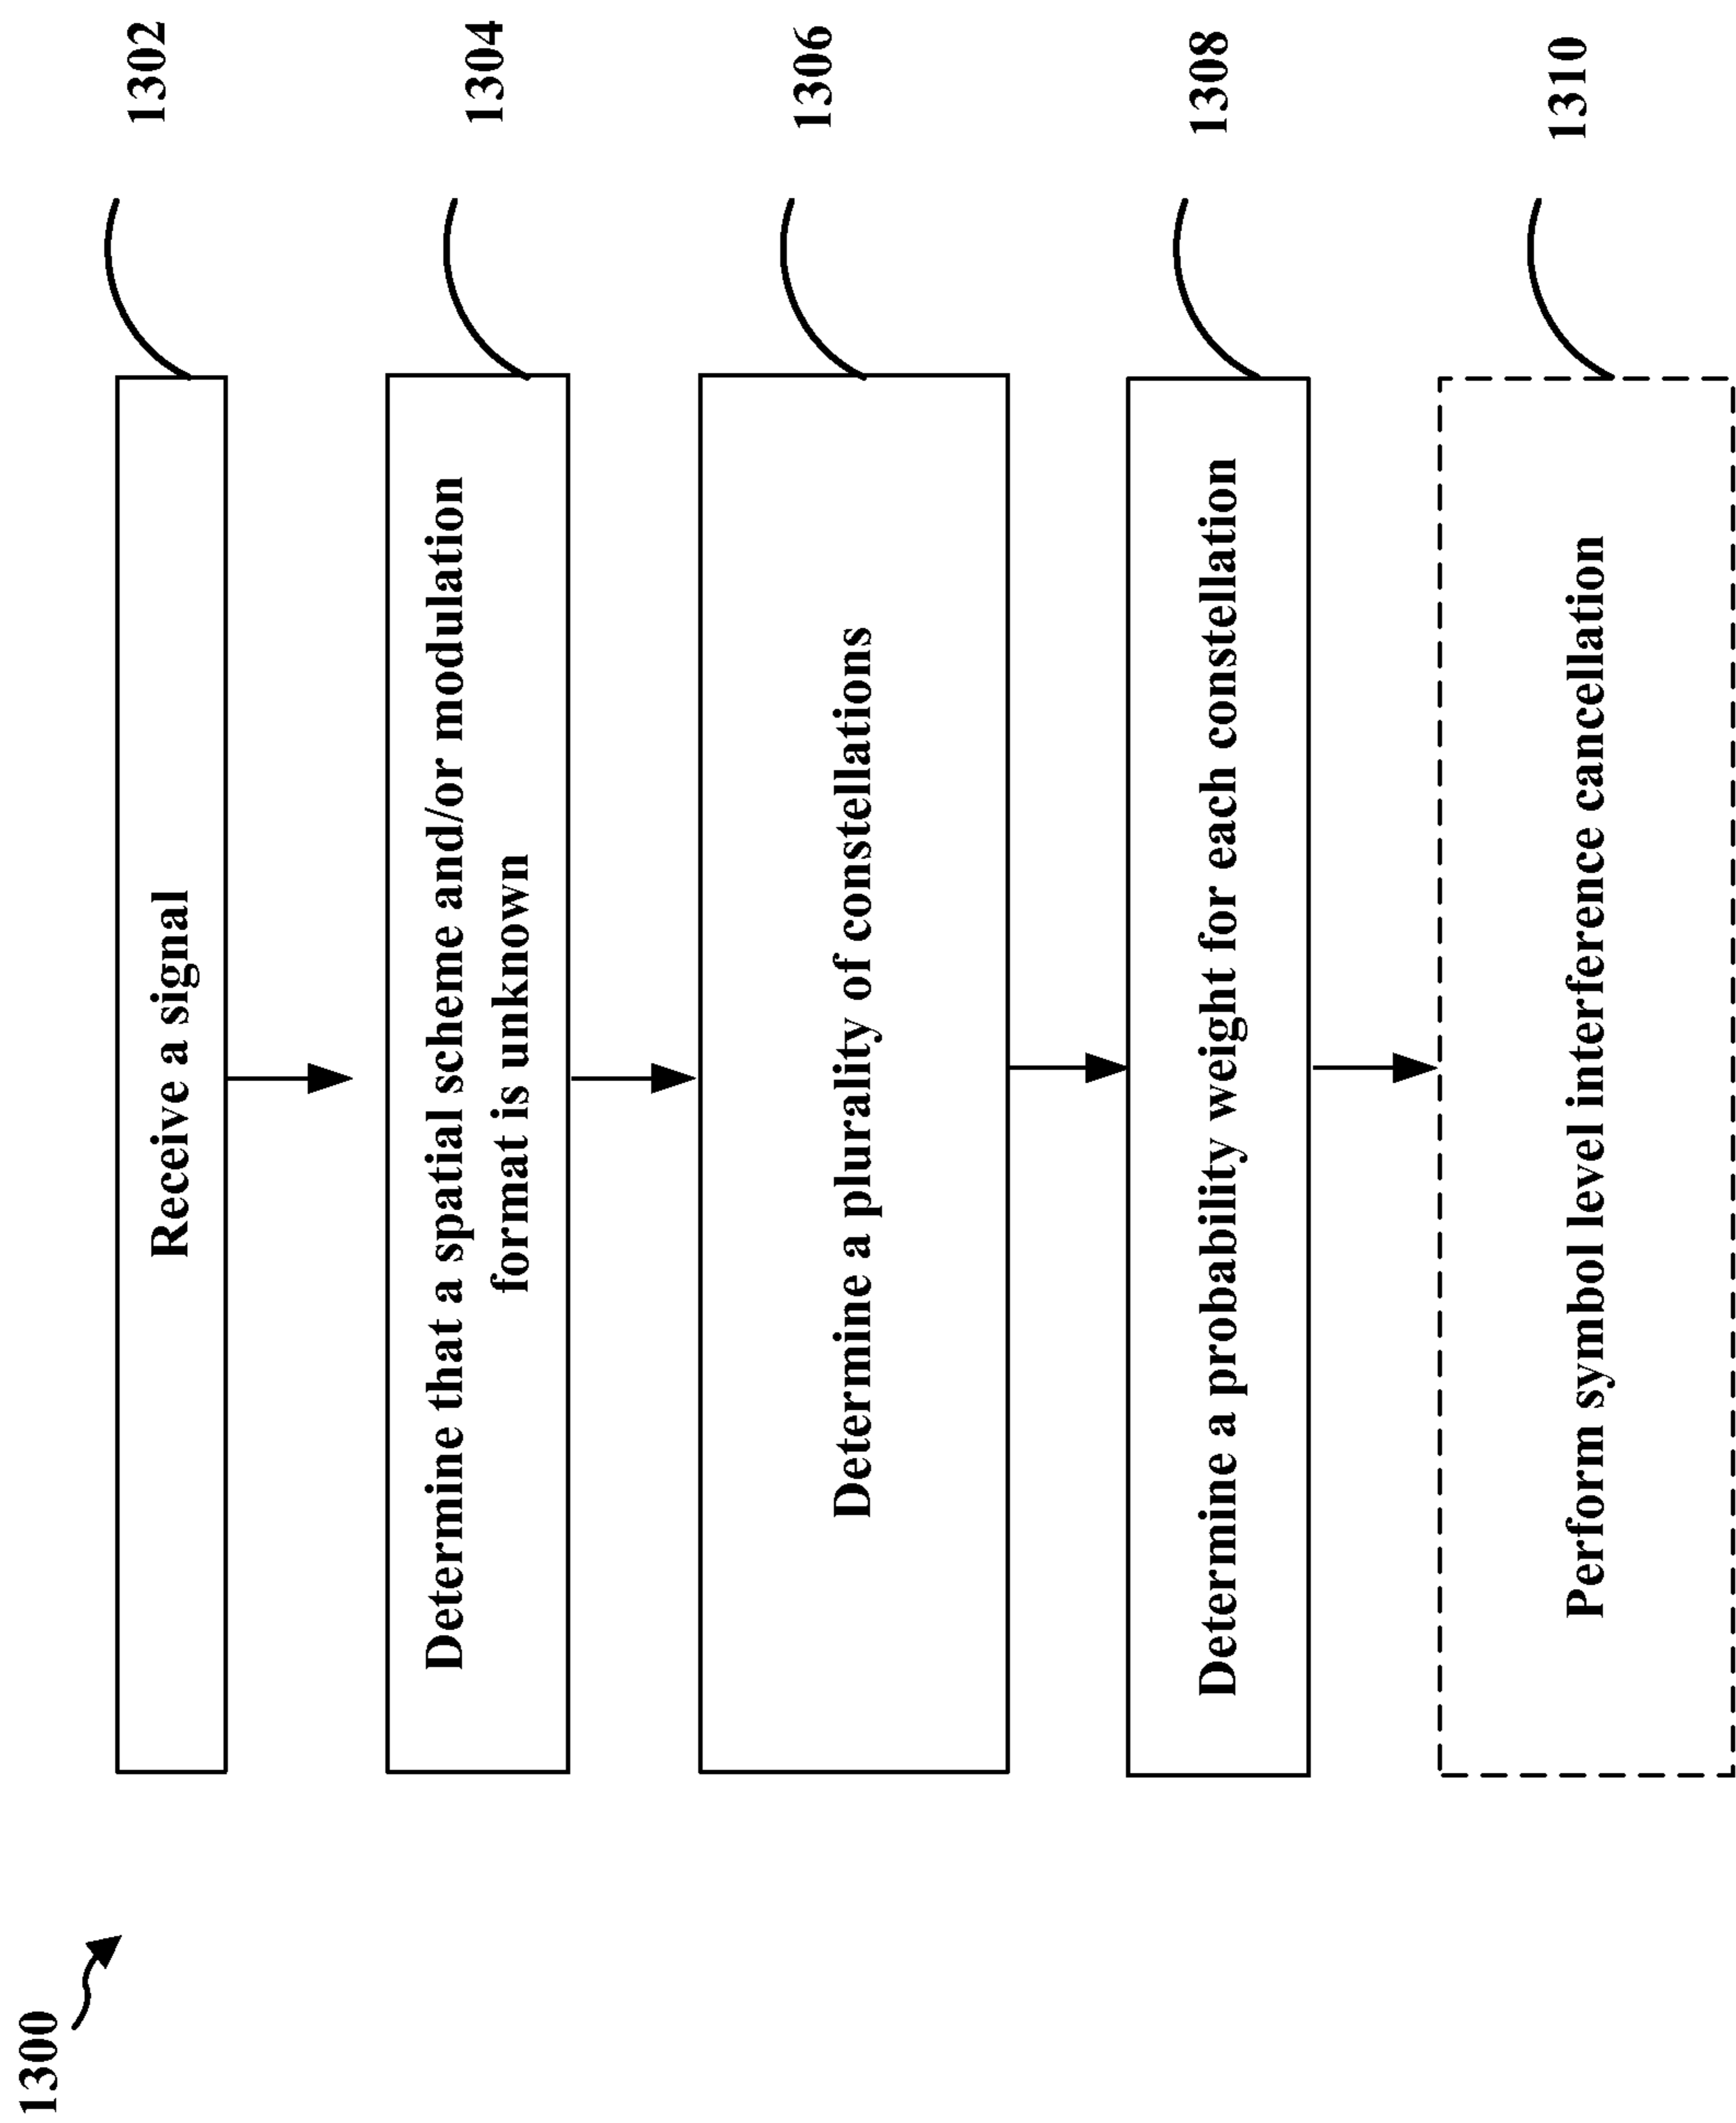 1300
Receive a signal
1302
Determine that a spatial scheme and/or modulation
format is unknown
1304
Determine a plurality of constellations
1306
Determine a probability weight for each constellation
1308
Perform symbol level interference cancellation
1310